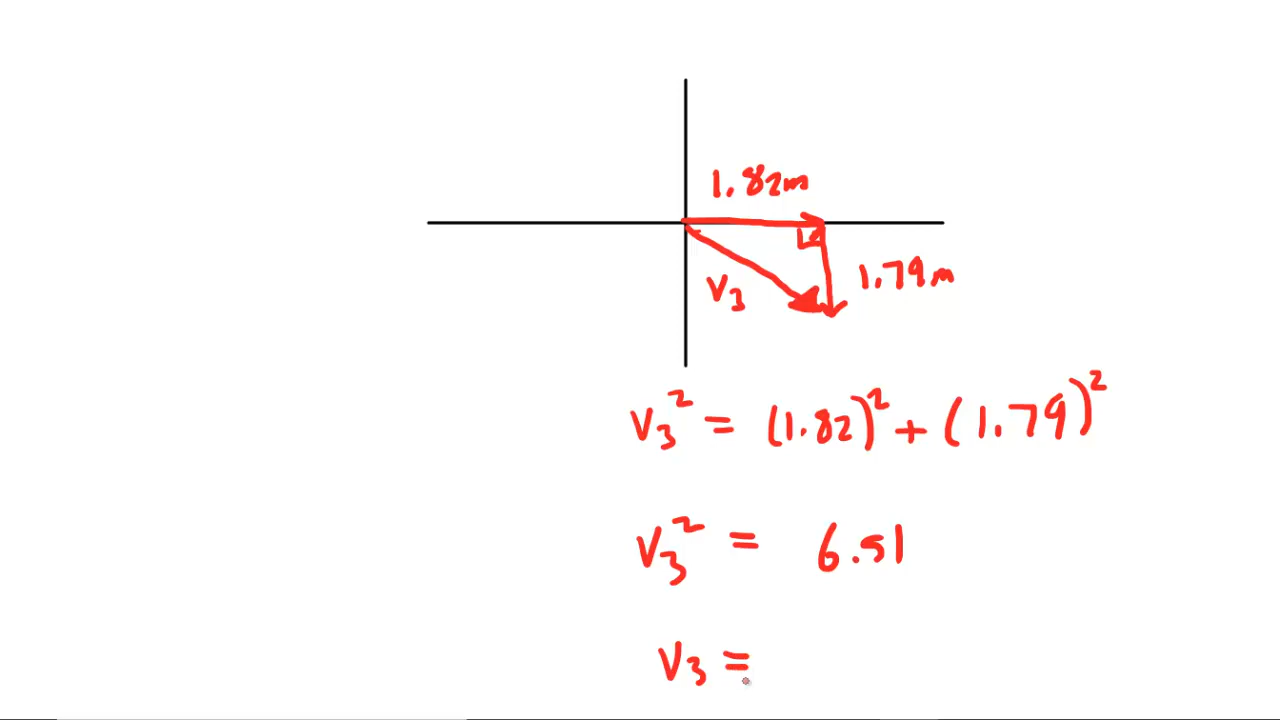 1.82m
1.79m
V₃
V₃² = (1.82)² + (1.79)²
V₃² = 6.51
V₃ =